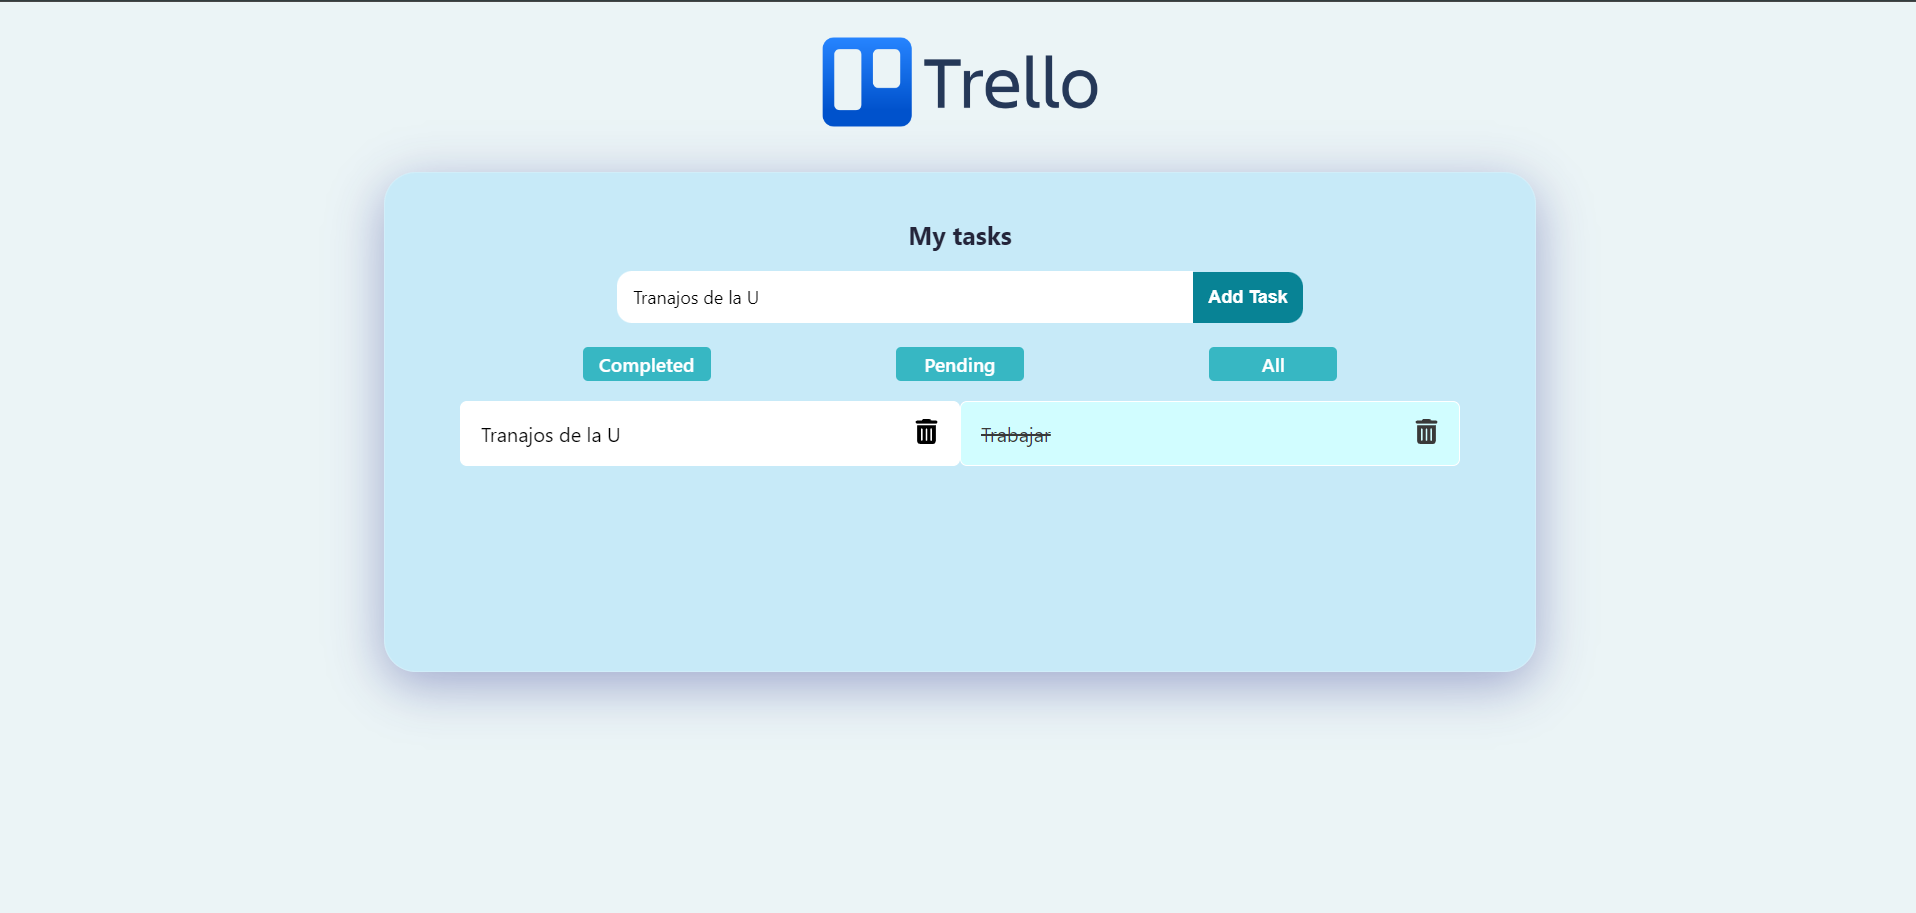 Trello
My tasks
Tranajos de la U
Add Task
Completed
Pending
All
Tranajos de la U
Trabajar